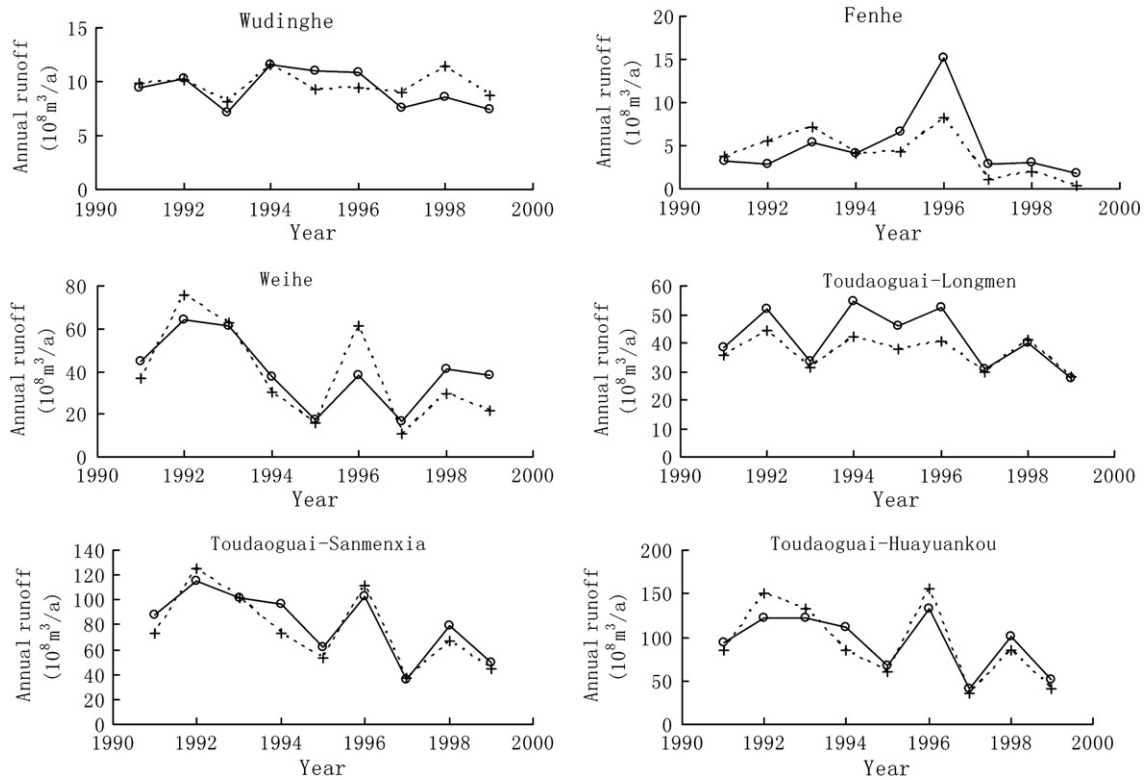 Wudinghe
Annual runoff
(10⁸m³/a)
15
10
5
0
1990 1992 1994 1996 1998 2000
Year
Fenhe
Annual runoff
(10⁸m³/a)
20
15
10
5
0
1990 1992 1994 1996 1998 2000
Year
Weihe
Annual runoff
(10⁸m³/a)
80
60
40
20
0
1990 1992 1994 1996 1998 2000
Year
Toudaoguai-Longmen
Annual runoff
(10⁸m³/a)
60
50
40
30
20
10
0
1990 1992 1994 1996 1998 2000
Year
Toudaoguai-Sanmenxia
Annual runoff
(10⁸m³/a)
140
120
100
80
60
40
20
0
1990 1992 1994 1996 1998 2000
Year
Toudaoguai-Huayuankou
Annual runoff
(10⁸m³/a)
200
150
100
50
0
1990 1992 1994 1996 1998 2000
Year